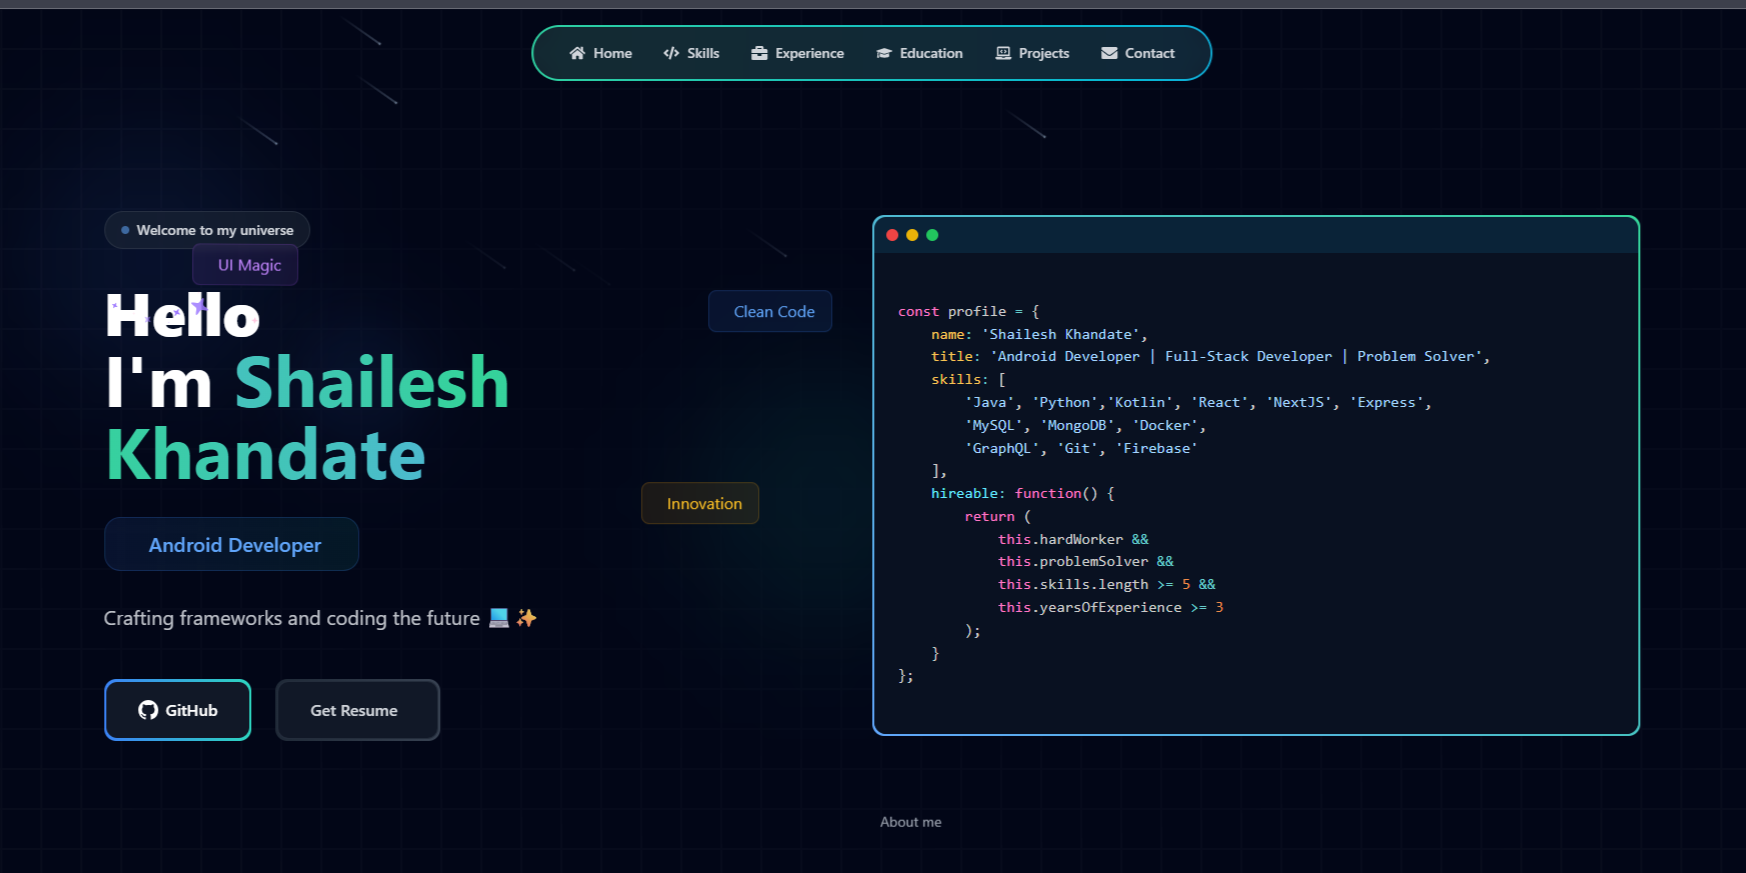 Home Skills Experience Education Projects Contact
Welcome to my universe
UI Magic
Hello
I'm Shailesh
Khandate
Android Developer
Crafting frameworks and coding the future 💻✨
GitHub Get Resume
Clean Code
Innovation
const profile = {
    name: 'Shailesh Khandate',
    title: 'Android Developer | Full-Stack Developer | Problem Solver',
    skills: [
        'Java', 'Python','Kotlin', 'React', 'NextJS', 'Express',
        'MySQL', 'MongoDB', 'Docker',
        'GraphQL', 'Git', 'Firebase'
    ],
    hireable: function() {
        return (
            this.hardWorker &&
            this.problemSolver &&
            this.skills.length >= 5 &&
            this.yearsOfExperience >= 3
        );
    }
};
About me